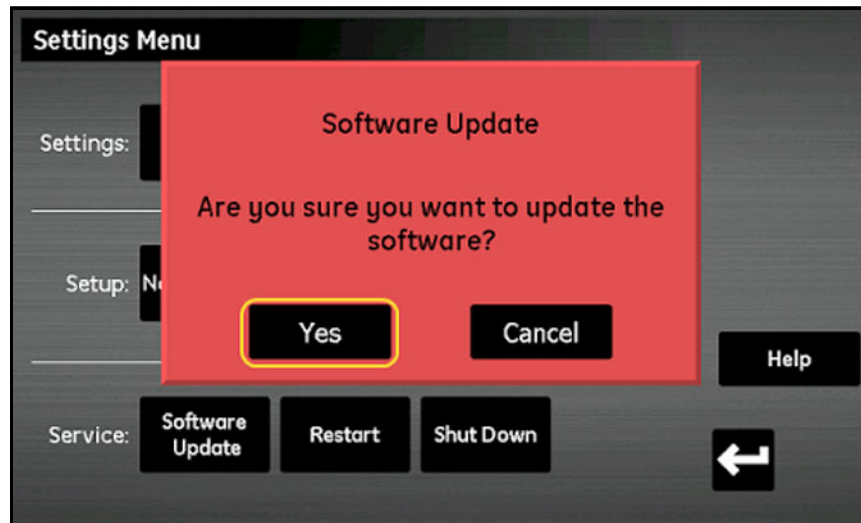 Settings Menu
Software Update
Settings:
Are you sure you want to update the
software?
Setup:
Yes
Cancel
Help
Service:
Software
Update
Restart
Shut Down